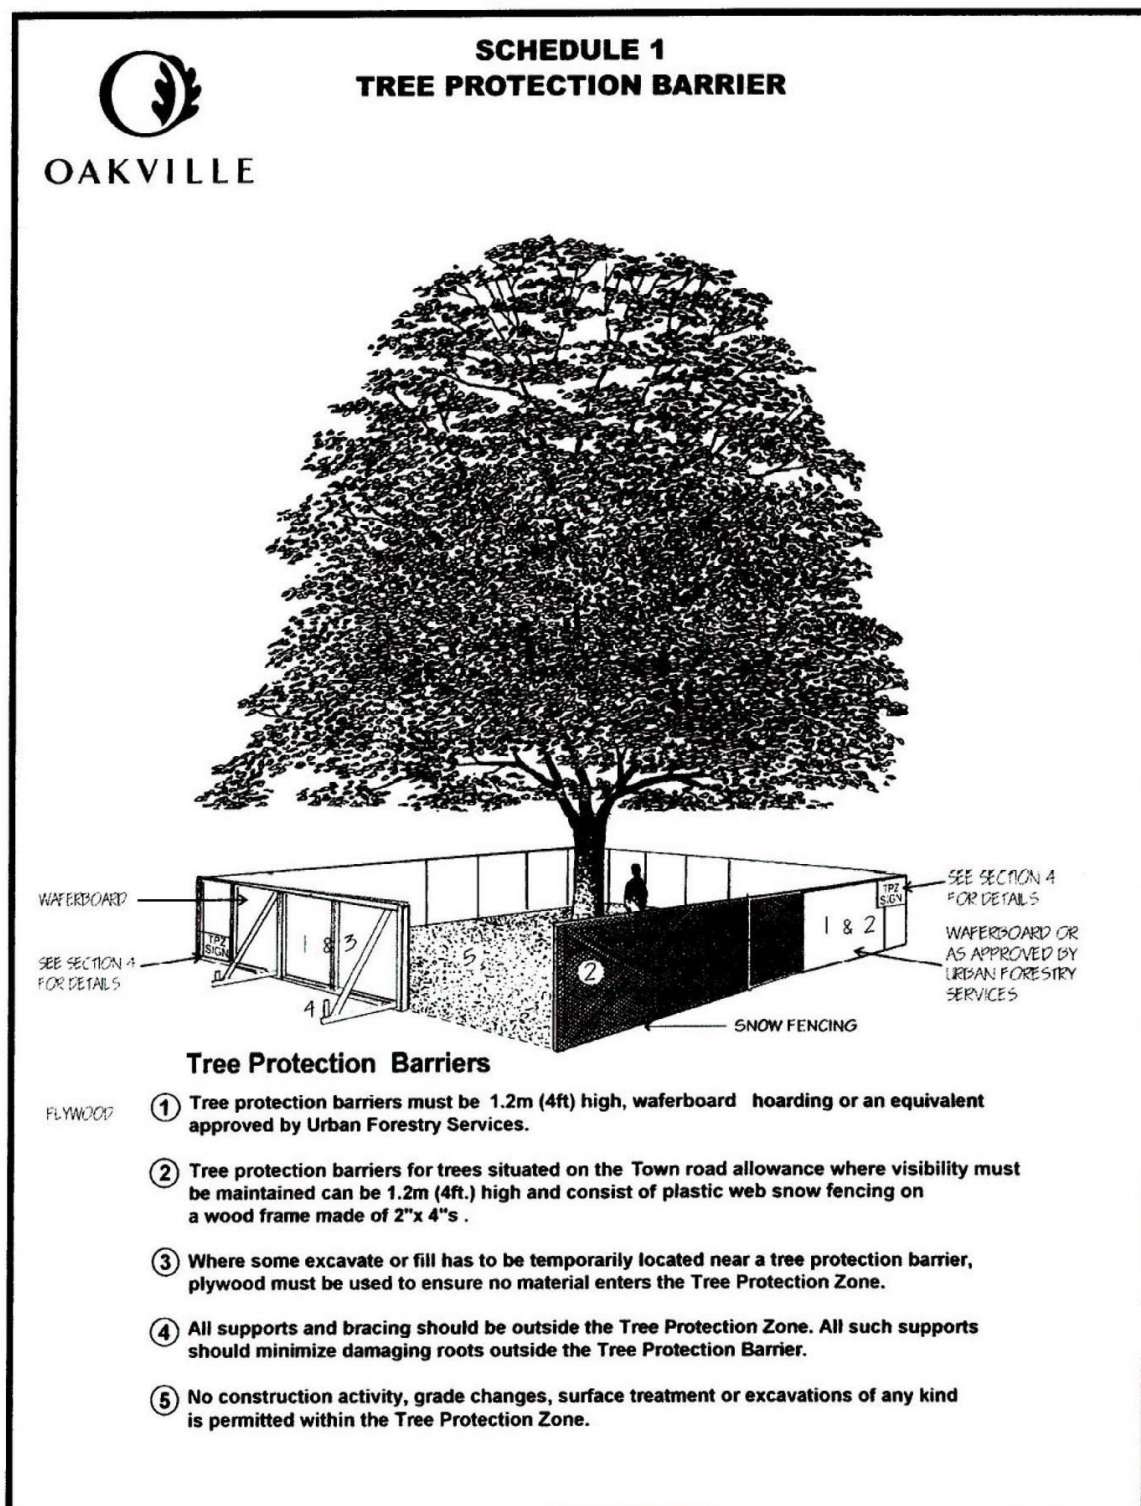 SCHEDULE 1
TREE PROTECTION BARRIER
OAKVILLE
WAFERBOARD
SEE SECTION 4
FOR DETAILS
TPZ
SIGN
1 & 3
4
5
2
1 & 2
TPZ
SIGN
SEE SECTION 4
FOR DETAILS
WAFERBOARD OR
AS APPROVED BY
URBAN FORESTRY
SERVICES
SNOW FENCING
Tree Protection Barriers
PLYWOOD
1 Tree protection barriers must be 1.2m (4ft) high, waferboard hoarding or an equivalent
approved by Urban Forestry Services.
2 Tree protection barriers for trees situated on the Town road allowance where visibility must
be maintained can be 1.2m (4ft.) high and consist of plastic web snow fencing on
a wood frame made of 2"x 4"s .
3 Where some excavate or fill has to be temporarily located near a tree protection barrier,
plywood must be used to ensure no material enters the Tree Protection Zone.
4 All supports and bracing should be outside the Tree Protection Zone. All such supports
should minimize damaging roots outside the Tree Protection Barrier.
5 No construction activity, grade changes, surface treatment or excavations of any kind
is permitted within the Tree Protection Zone.